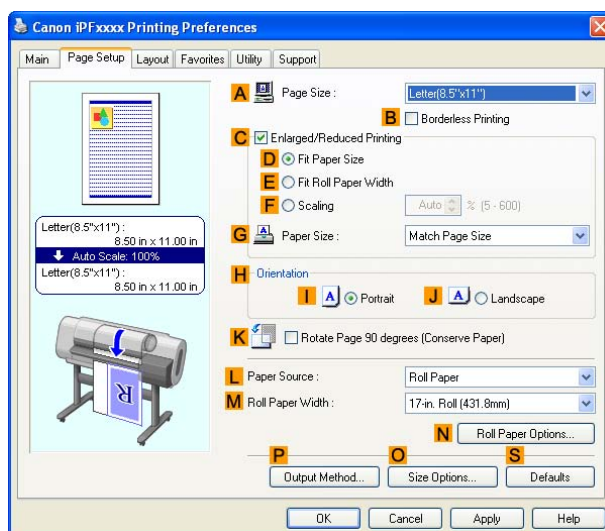 Canon iPFxxxx Printing Preferences
Main Page Setup Layout Favorites Utility Support
A Page Size : Letter(8.5"x11")
B Borderless Printing
C Enlarged/Reduced Printing
D Fit Paper Size
E Fit Roll Paper Width
F Scaling Auto % (5 - 600)
G A Paper Size : Match Page Size
Letter(8.5"x11") :
8.50 in x 11.00 in
Auto Scale: 100%
Letter(8.5"x11") :
8.50 in x 11.00 in
H Orientation
I A Portrait J A Landscape
K Rotate Page 90 degrees (Conserve Paper)
R
L Paper Source : Roll Paper
M Roll Paper Width : 17-in. Roll (431.8mm)
N Roll Paper Options...
P O S
Output Method... Size Options... Defaults
OK Cancel Apply Help